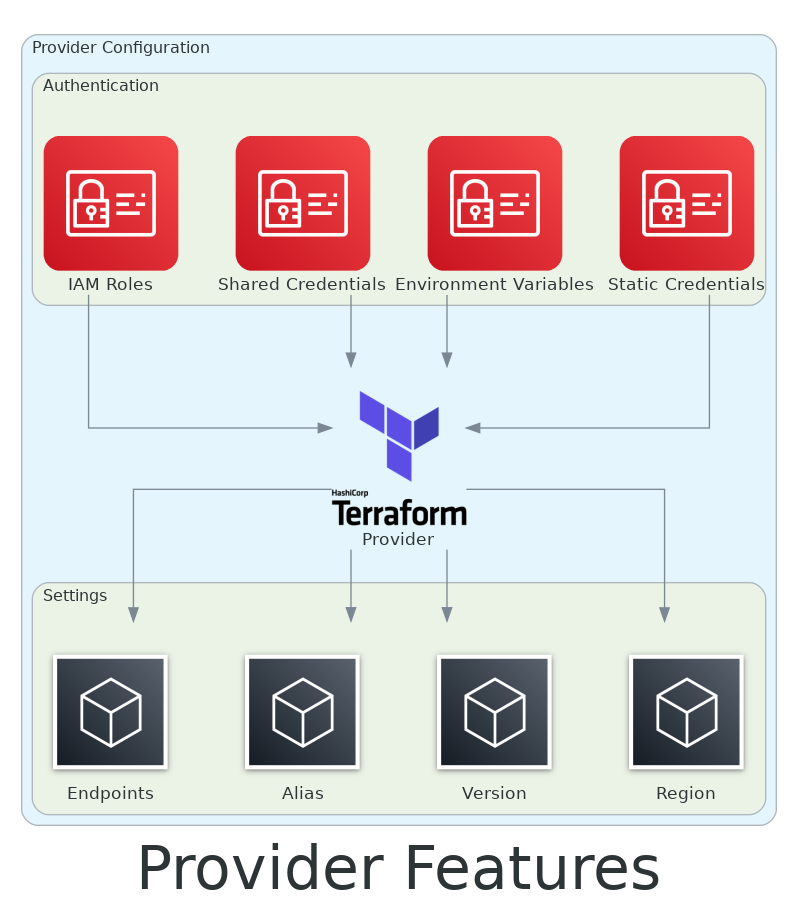 Provider Configuration
Authentication
IAM Roles
Shared Credentials
Environment Variables
Static Credentials
HashiCorp
Terraform
Provider
Settings
Endpoints
Alias
Version
Region
Provider Features